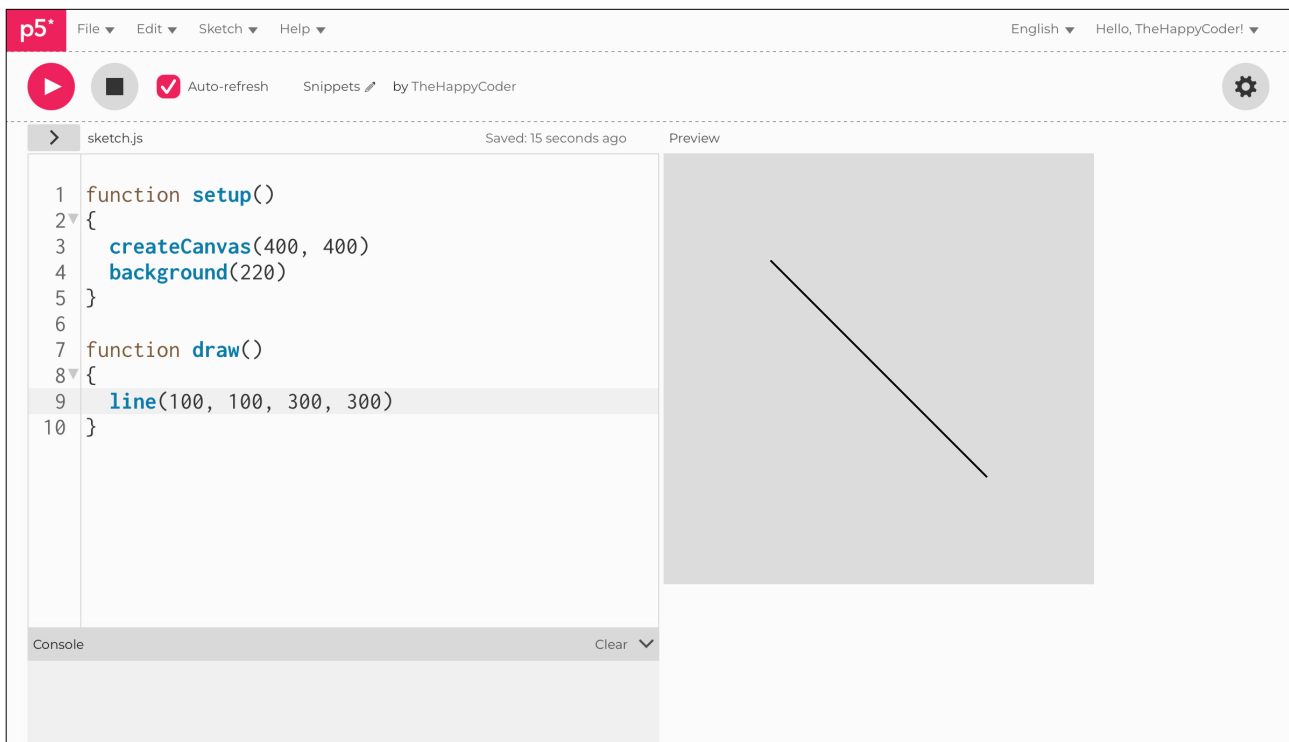 p5* File Edit Sketch Help English Hello, TheHappyCoder!
Auto-refresh Snippets by TheHappyCoder
sketch.js Saved: 15 seconds ago Preview
1 function setup()
2 {
3 createCanvas(400, 400)
4 background(220)
5 }
6
7 function draw()
8 {
9 line(100, 100, 300, 300)
10 }
Console Clear